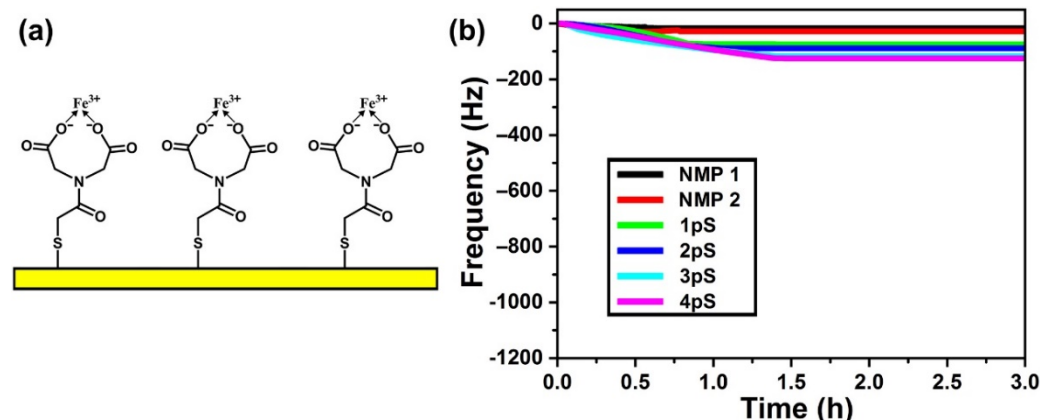 (a)
Fe³⁺ Fe³⁺ Fe³⁺
O O⁻ ⁻O O O O⁻ ⁻O O O O⁻ ⁻O O
N N N
O O O
S S S
(b)
Frequency (Hz)
0
−200
−400
−600
−800
-1000
-1200
NMP 1
NMP 2
1pS
2pS
3pS
4pS
0.0 0.5 1.0 1.5 2.0 2.5 3.0
Time (h)